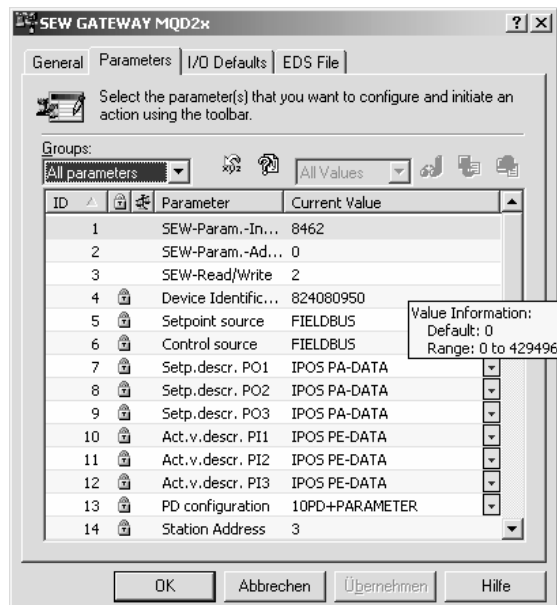 SEW GATEWAY MQD2x
General Parameters I/O Defaults EDS File
Select the parameter(s) that you want to configure and initiate an
action using the toolbar.
Groups:
All parameters All Values
ID Parameter Current Value
1 SEW-Param.-In... 8462
2 SEW-Param.-Ad... 0
3 SEW-Read/Write 2
4 Device Identific... 824080950
5 Setpoint source FIELDBUS
6 Control source FIELDBUS
Value Information:
Default: 0
Range: 0 to 429496
7 Setp.descr. PO1 IPOS PA-DATA
8 Setp.descr. PO2 IPOS PA-DATA
9 Setp.descr. PO3 IPOS PA-DATA
10 Act.v.descr. PI1 IPOS PE-DATA
11 Act.v.descr. PI2 IPOS PE-DATA
12 Act.v.descr. PI3 IPOS PE-DATA
13 PD configuration 10PD+PARAMETER
14 Station Address 3
OK Abbrechen Übernehmen Hilfe